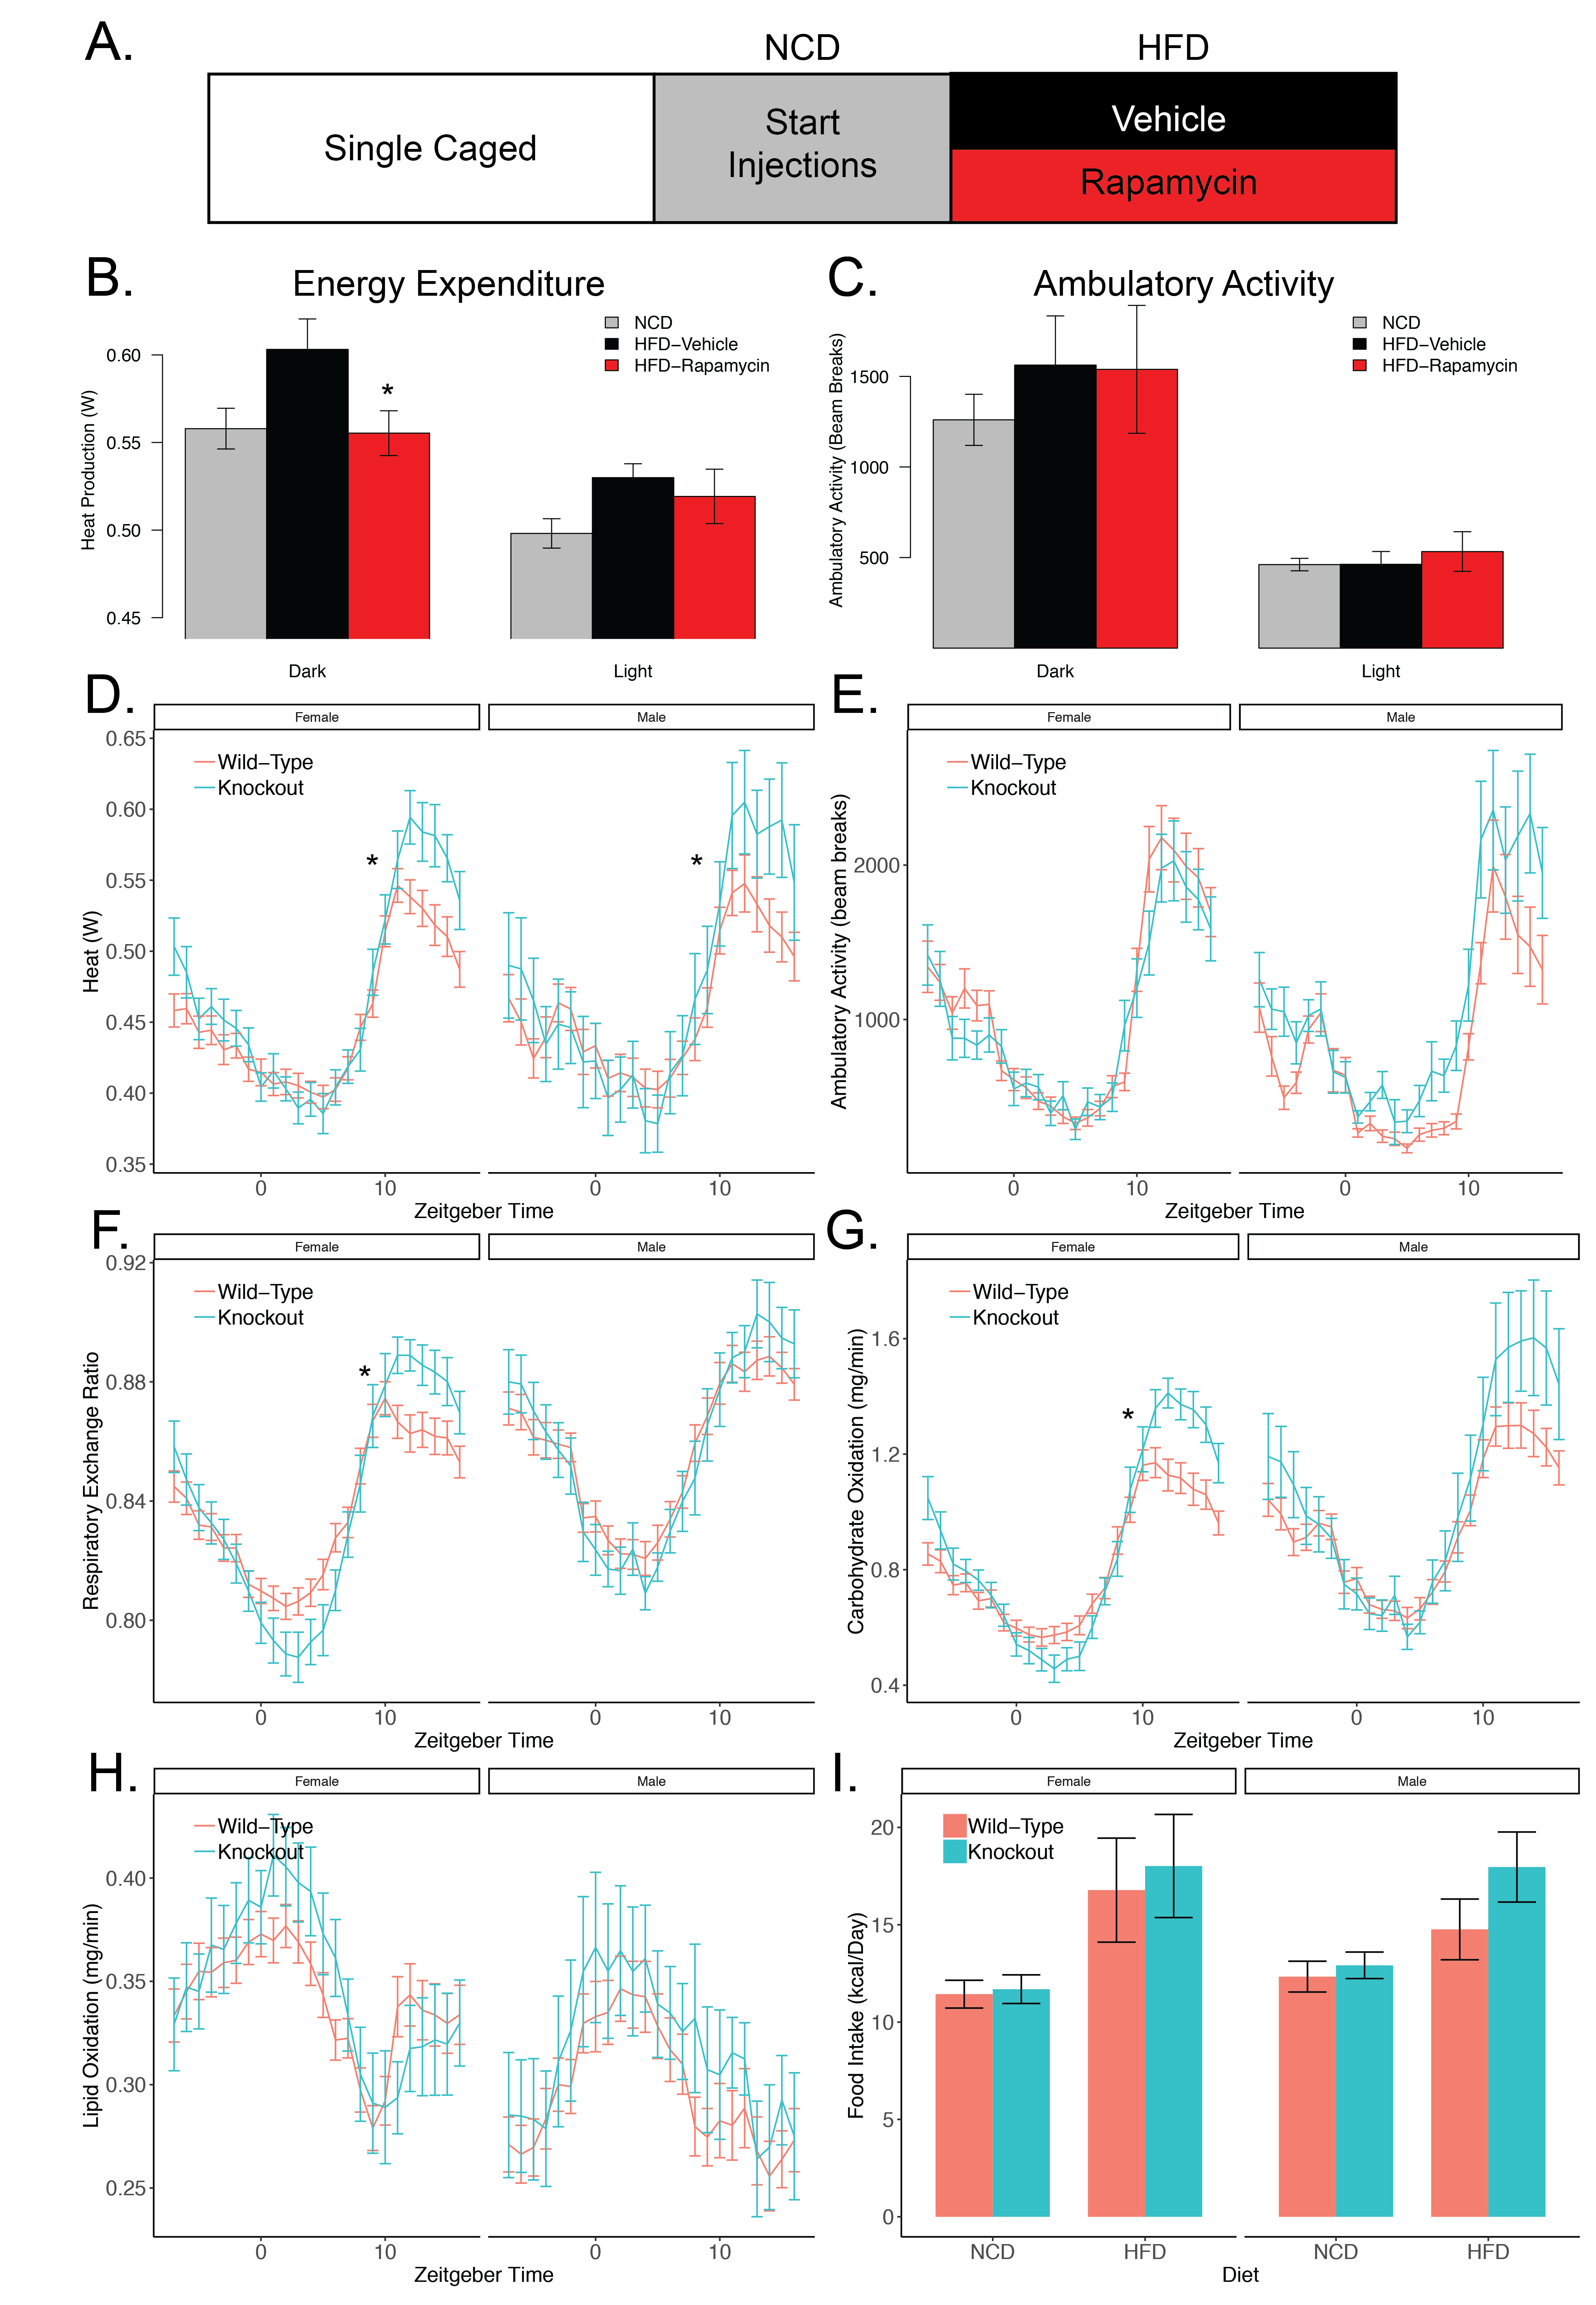 A.
NCD
HFD
Single Caged
Start
Injections
Vehicle
Rapamycin
B.
Energy Expenditure
NCD
HFD−Vehicle
HFD−Rapamycin
Heat Production (W)
0.60
0.55
0.50
0.45
*
Dark
Light
C.
Ambulatory Activity
NCD
HFD−Vehicle
HFD−Rapamycin
Ambulatory Activity (Beam Breaks)
1500
1000
500
Dark
Light
D.
Female
Male
Wild−Type
Knockout
Heat (W)
0.65
0.60
0.55
0.50
0.45
0.40
0.35
*
*
0
10
0
10
Zeitgeber Time
E.
Female
Male
Wild−Type
Knockout
Ambulatory Activity (beam breaks)
2000
1000
0
10
0
10
Zeitgeber Time
F.
Female
Male
Wild−Type
Knockout
Respiratory Exchange Ratio
0.92
0.88
0.84
0.80
*
0
10
0
10
Zeitgeber Time
G.
Female
Male
Wild−Type
Knockout
Carbohydrate Oxidation (mg/min)
1.6
1.2
0.8
0.4
*
0
10
0
10
Zeitgeber Time
H.
Female
Male
Wild−Type
Knockout
Lipid Oxidation (mg/min)
0.40
0.35
0.30
0.25
0
10
0
10
Zeitgeber Time
I.
Female
Male
Wild−Type
Knockout
Food Intake (kcal/Day)
20
15
10
5
0
NCD
HFD
NCD
HFD
Diet